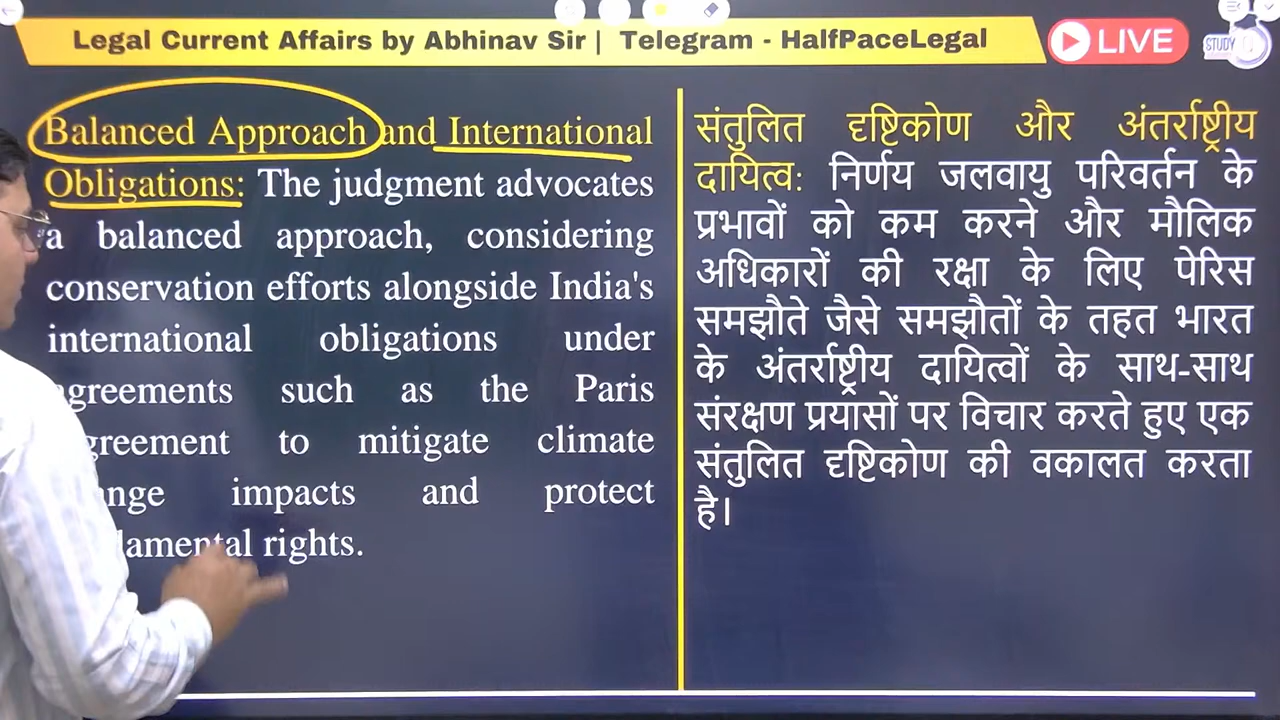 Legal Current Affairs by Abhinav Sir | Telegram - HalfPaceLegal
LIVE
STUDY
Balanced Approach and International
Obligations: The judgment advocates
a balanced approach, considering
conservation efforts alongside India's
international obligations under
agreements such as the Paris
greement to mitigate climate
ange impacts and protect
damental rights.
संतुलित दृष्टिकोण और अंतर्राष्ट्रीय
दायित्व: निर्णय जलवायु परिवर्तन के
प्रभावों को कम करने और मौलिक
अधिकारों की रक्षा के लिए पेरिस
समझौते जैसे समझौतों के तहत भारत
के अंतर्राष्ट्रीय दायित्वों के साथ-साथ
संरक्षण प्रयासों पर विचार करते हुए एक
संतुलित दृष्टिकोण की वकालत करता
है।